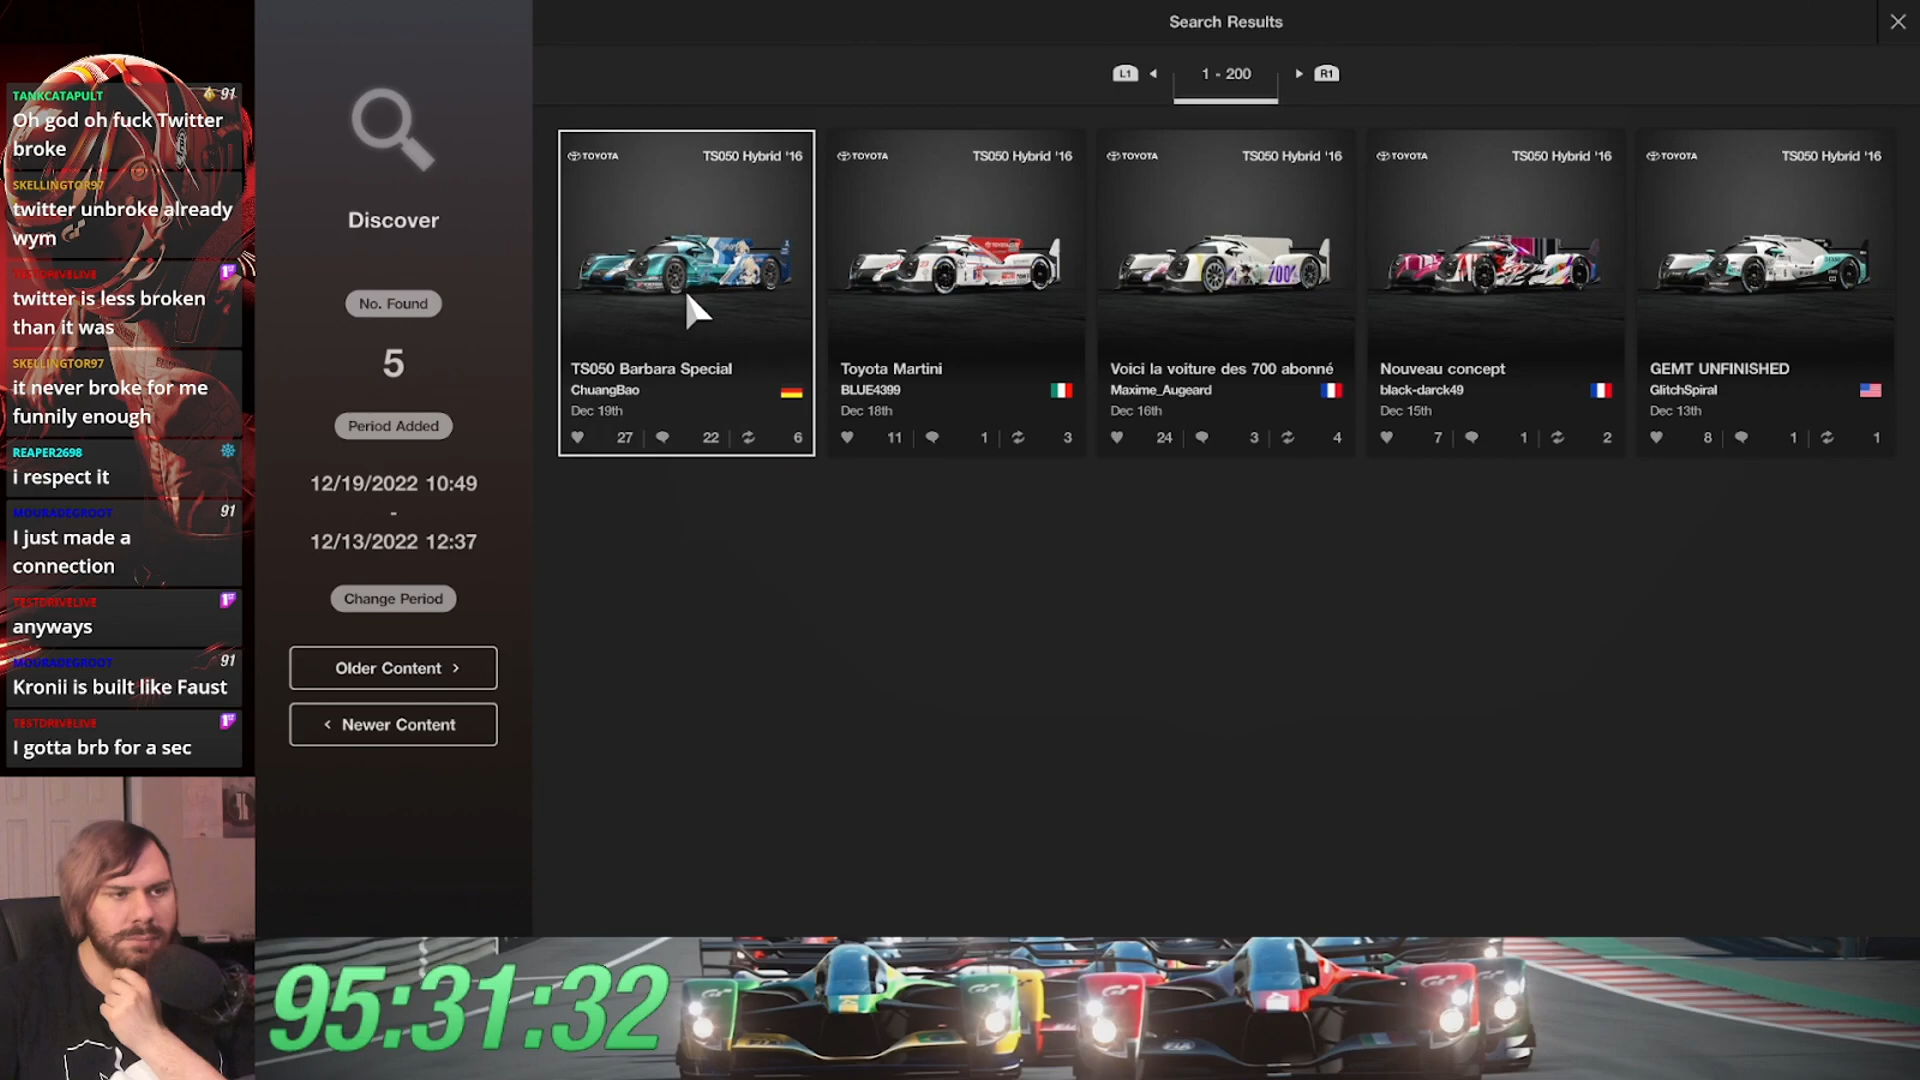 TANKCATAPULT 91
Oh god oh fuck Twitter
broke
SKELLINGTOR97
twitter unbroke already
wym
TESTDRIVELIVE
twitter is less broken
than it was
SKELLINGTOR97
it never broke for me
funnily enough
REAPER2698
i respect it
MOURADEGROOT 91
I just made a
connection
TESTDRIVELIVE
anyways
MOURADEGROOT 91
Kronii is built like Faust
TESTDRIVELIVE
I gotta brb for a sec
Discover
No. Found
5
Period Added
12/19/2022 10:49
-
12/13/2022 12:37
Change Period
Older Content >
< Newer Content
Search Results
L1 1 - 200 R1
TOYOTA TS050 Hybrid '16
TS050 Barbara Special
ChuangBao
Dec 19th
27 22 6
TOYOTA TS050 Hybrid '16
Toyota Martini
BLUE4399
Dec 18th
11 1 3
TOYOTA TS050 Hybrid '16
700
Voici la voiture des 700 abonné
Maxime_Augeard
Dec 16th
24 3 4
TOYOTA TS050 Hybrid '16
Nouveau concept
black-darck49
Dec 15th
7 1 2
TOYOTA TS050 Hybrid '16
GEMT UNFINISHED
GlitchSpiral
Dec 13th
8 1 1
95:31:32